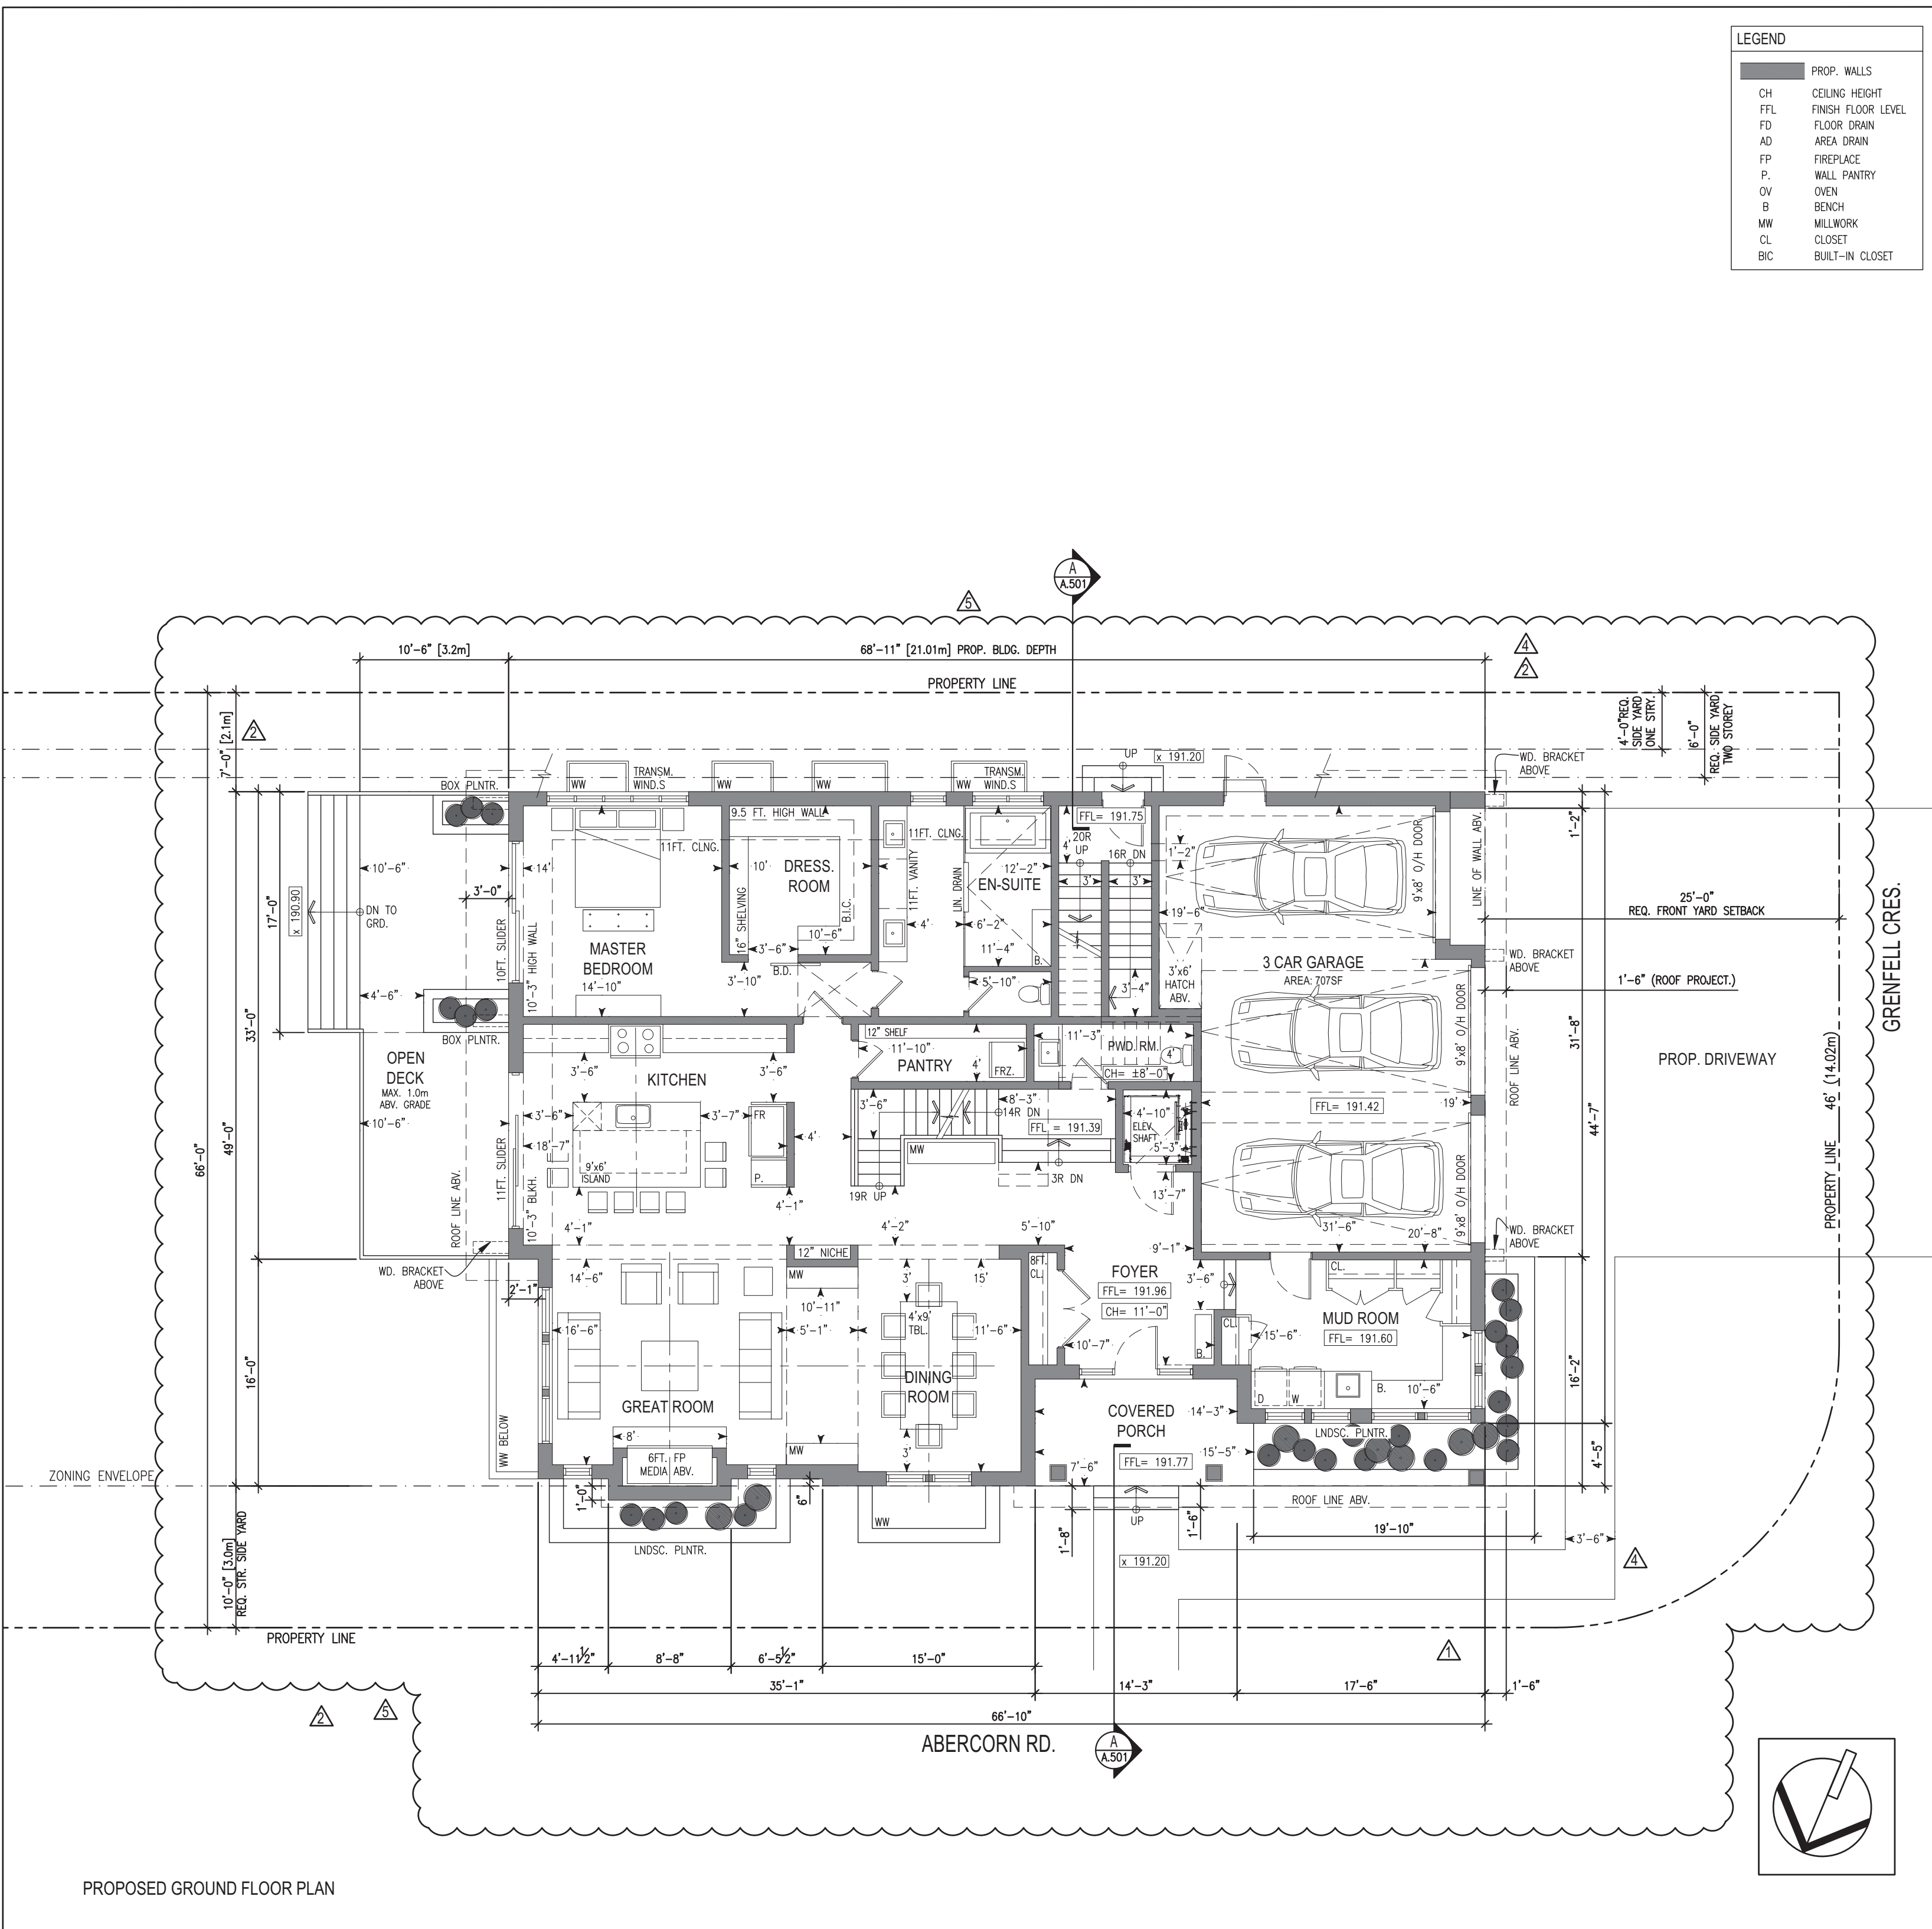 LEGEND
PROP. WALLS
CH CEILING HEIGHT
FFL FINISH FLOOR LEVEL
FD FLOOR DRAIN
AD AREA DRAIN
FP FIREPLACE
P. WALL PANTRY
OV OVEN
B BENCH
MW MILLWORK
CL CLOSET
BIC BUILT-IN CLOSET
A
A.501
5
10'-6" [3.2m]
68'-11" [21.01m] PROP. BLDG. DEPTH
4
2
PROPERTY LINE
7'-0" [2.1m]
2
4'-0"REQ.
SIDE YARD
ONE STRY.
6'-0"
REQ. SIDE YARD
TWO STOREY
UP
x 191.20
WD. BRACKET
ABOVE
BOX PLNTR.
WW
TRANSM.
WIND.S
WW
WW
WW
TRANSM.
WIND.S
9.5 FT. HIGH WALL
FFL= 191.75
11FT. CLNG.
11FT. CLNG.
20R
UP
4'
16R DN
1'-2"
1'-2"
9'x8' O/H DOOR
LINE OF WALL ABV.
10'-6"
14'
10'
DRESS.
ROOM
11FT. VANITY
LIN. DRAIN
12'-2"
EN-SUITE
3'
3'
3'-0"
x 190.90
DN TO
GRD.
17'-0"
10FT. SLIDER
10'-3" HIGH WALL
16" SHELVING
B.I.C.
4'
6'-2"
19'-6"
25'-0"
REQ. FRONT YARD SETBACK
GRENFELL CRES.
MASTER
BEDROOM
14'-10"
3'-6"
10'-6"
11'-4"
B.
B.D.
3'-10"
5'-10"
3'-4"
3'x6'
HATCH
ABV.
3 CAR GARAGE
AREA: 707SF
WD. BRACKET
ABOVE
1'-6" (ROOF PROJECT.)
4'-6"
33'-0"
BOX PLNTR.
OPEN
DECK
MAX. 1.0m
ABV. GRADE
10'-6"
KITCHEN
3'-6"
3'-6"
12" SHELF
11'-10"
PANTRY
4'
FRZ.
11'-3"
PWD. RM.
4'
CH= ±8'-0"
9'x8' O/H DOOR
ROOF LINE ABV.
31'-8"
PROP. DRIVEWAY
46' (14.02m)
PROPERTY LINE
3'-6"
3'-7"
FR
18'-7"
4'
3'-6"
8'-3"
14R DN
FFL = 191.39
4'-10"
ELEV.
SHAFT
5'-3"
FFL= 191.42
19'
44'-7"
66'-0"
49'-0"
11FT. SLIDER
10'-3" BLKH.
9'x6'
ISLAND
P.
MW
19R UP
3R DN
13'-7"
9'x8' O/H DOOR
ROOF LINE ABV.
4'-1"
4'-1"
4'-2"
5'-10"
9'-1"
31'-6"
20'-8"
WD. BRACKET
ABOVE
WD. BRACKET
ABOVE
2'-1"
14'-6"
12" NICHE
MW
3'
15'
8FT.
CL.
FOYER
3'-6"
FFL= 191.96
CH= 11'-0"
CL.
MUD ROOM
FFL= 191.60
10'-11"
4'x9'
TBL.
16'-6"
5'-1"
11'-6"
10'-7"
B.
CL.
15'-6"
16'-0"
16'-2"
DINING
ROOM
GREAT ROOM
D
W
B.
10'-6"
COVERED
PORCH
14'-3"
LNDSC. PLNTR.
8'
6FT. FP
MEDIA ABV.
MW
3'
WW BELOW
15'-5"
FFL= 191.77
7'-6"
4'-5"
ZONING ENVELOPE
1'-0"
6"
WW
UP
1'-8"
1'-6"
ROOF LINE ABV.
19'-10"
3'-6"
LNDSC. PLNTR.
x 191.20
4
10'-0" [3.0m]
REQ. STR. SIDE YARD
PROPERTY LINE
1
4'-11½"
8'-8"
6'-5½"
15'-0"
35'-1"
14'-3"
17'-6"
1'-6"
2
5
66'-10"
ABERCORN RD.
A
A.501
PROPOSED GROUND FLOOR PLAN